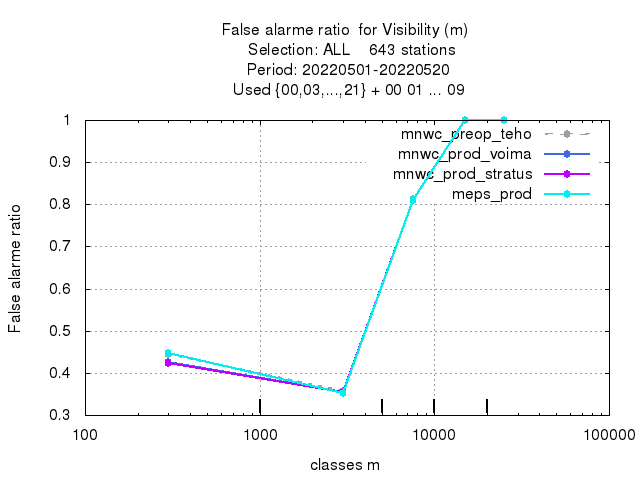 False alarme ratio  for Visibility (m)
Selection: ALL    643 stations
Period: 20220501-20220520
Used {00,03,...,21} + 00 01 ... 09
1
0.9
0.8
0.7
0.6
0.5
0.4
0.3
False alarme ratio
mnwc_preop_teho
mnwc_prod_voima
mnwc_prod_stratus
meps_prod
100
1000
10000
100000
classes m